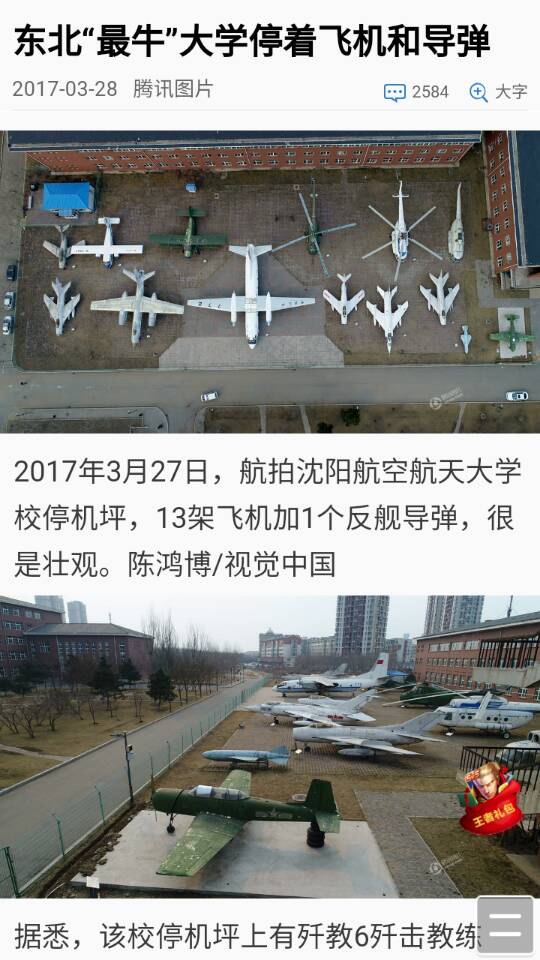 东北“最牛”大学停着飞机和导弹
2017-03-28 腾讯图片 2584 大字
2017年3月27日，航拍沈阳航空航天大学
校停机坪，13架飞机加1个反舰导弹，很
是壮观。陈鸿博/视觉中国
王者礼包
据悉，该校停机坪上有歼教6歼击教练